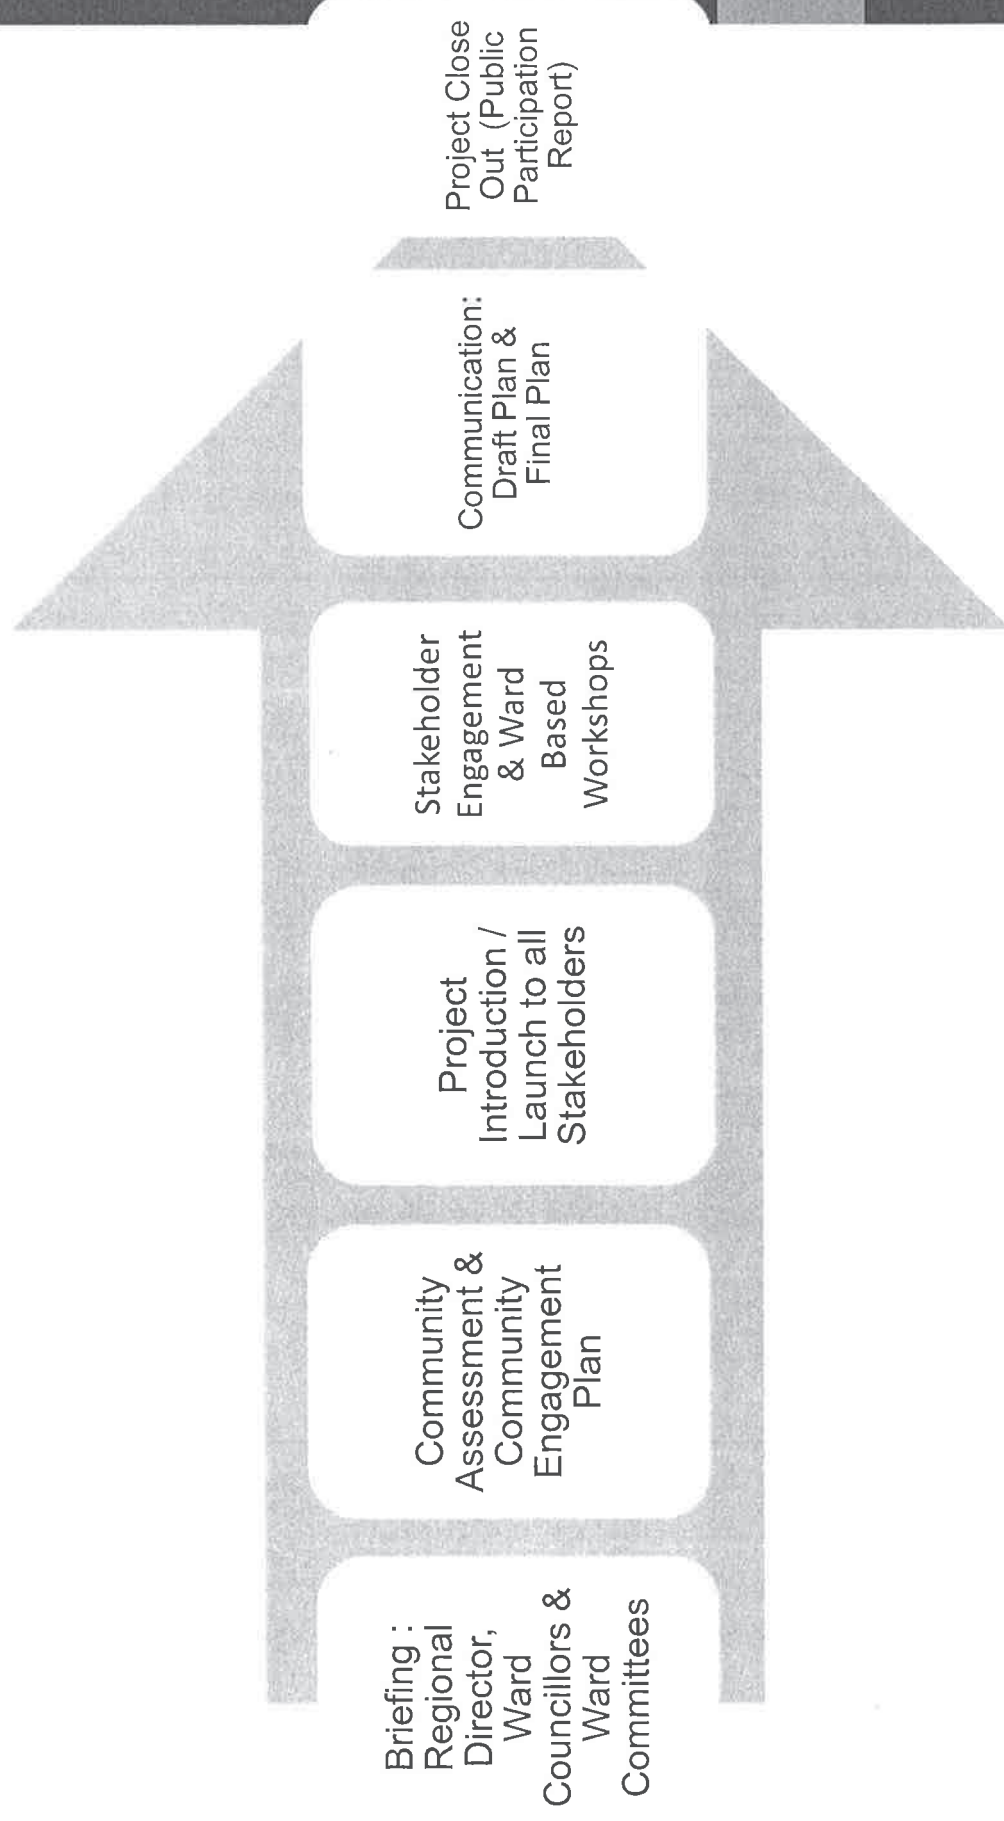 Briefing :
Regional
Director,
Ward
Councillors &
Ward
Committees
Community
Assessment &
Community
Engagement
Plan
Project
Introduction /
Launch to all
Stakeholders
Stakeholder
Engagement
& Ward
Based
Workshops
Communication:
Draft Plan &
Final Plan
Project Close
Out (Public
Participation
Report)